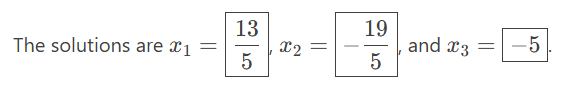 The solutions are x₁ = 13/5, x₂ = −19/5, and x₃ = −5.